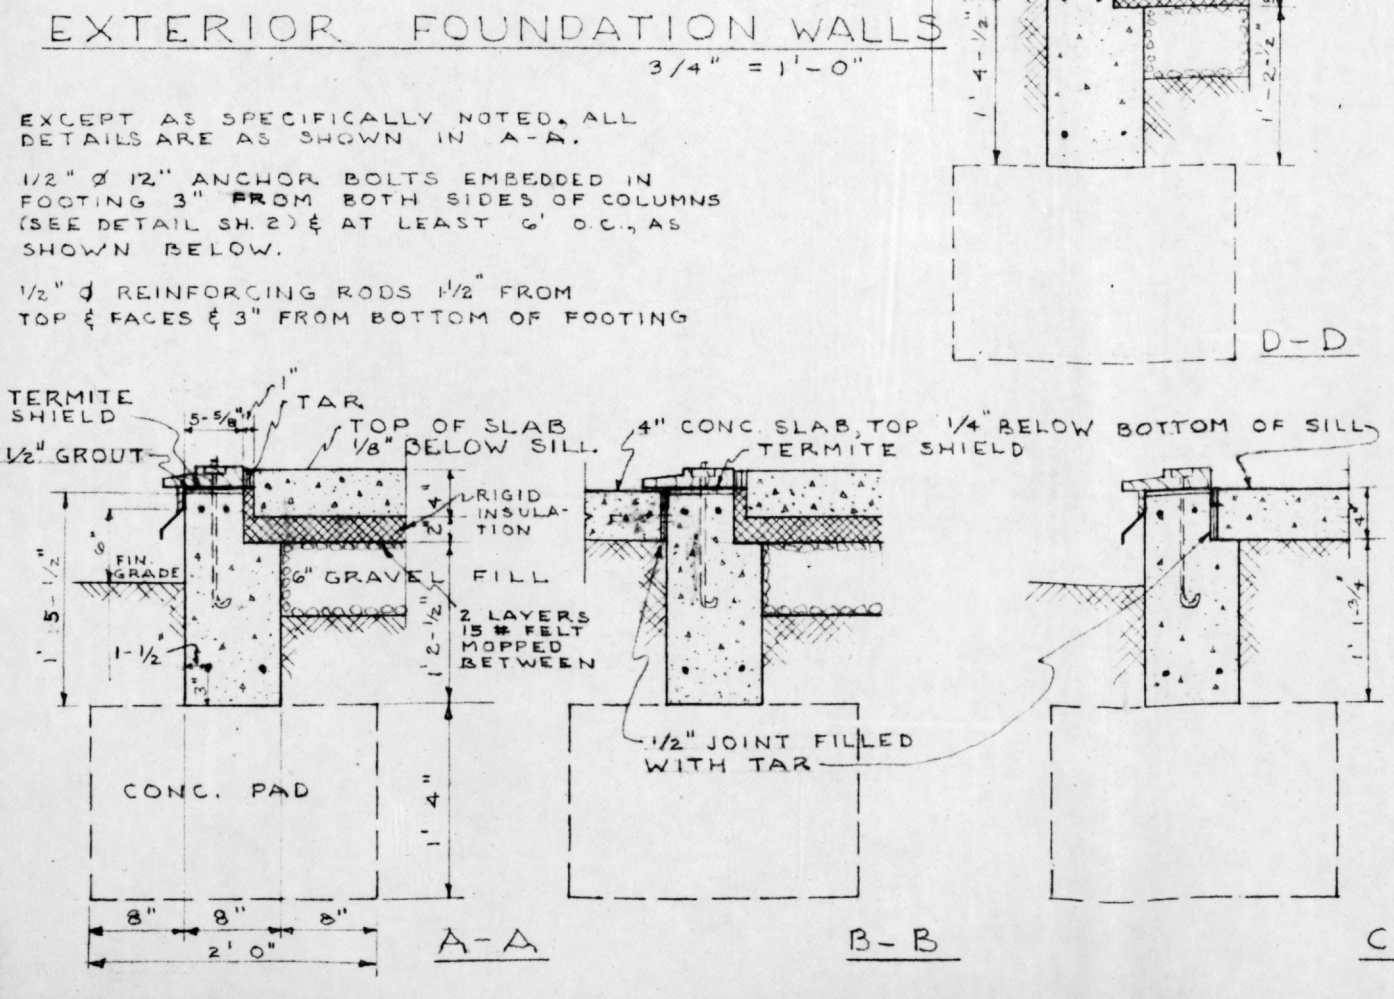 EXTERIOR FOUNDATION WALLS
3/4" = 1'-0"
1' 4-1/2"
1'-2-1/2"
EXCEPT AS SPECIFICALLY NOTED, ALL
DETAILS ARE AS SHOWN IN A-A.
1/2" Ø 12" ANCHOR BOLTS EMBEDDED IN
FOOTING 3" FROM BOTH SIDES OF COLUMNS
(SEE DETAIL SH. 2) & AT LEAST 6' O.C., AS
SHOWN BELOW.
1/2" Ø REINFORCING RODS 1-1/2" FROM
TOP & FACES & 3" FROM BOTTOM OF FOOTING
D-D
TERMITE
SHIELD
1/2" GROUT
5-5/8"
1"
TAR
TOP OF SLAB
1/8" BELOW SILL.
4"
2"
RIGID
INSULA-
TION
6"
FIN.
GRADE
6" GRAVEL FILL
1' 5-1/2"
1-1/2"
3"
1' 2-1/2"
2 LAYERS
15 # FELT
MOPPED
BETWEEN
CONC. PAD
1' 4"
8" 8" 8"
2' 0"
A-A
4" CONC. SLAB, TOP 1/4" BELOW BOTTOM OF SILL
TERMITE SHIELD
1/2" JOINT FILLED
WITH TAR
B-B
4"
1' 1-3/4"
C